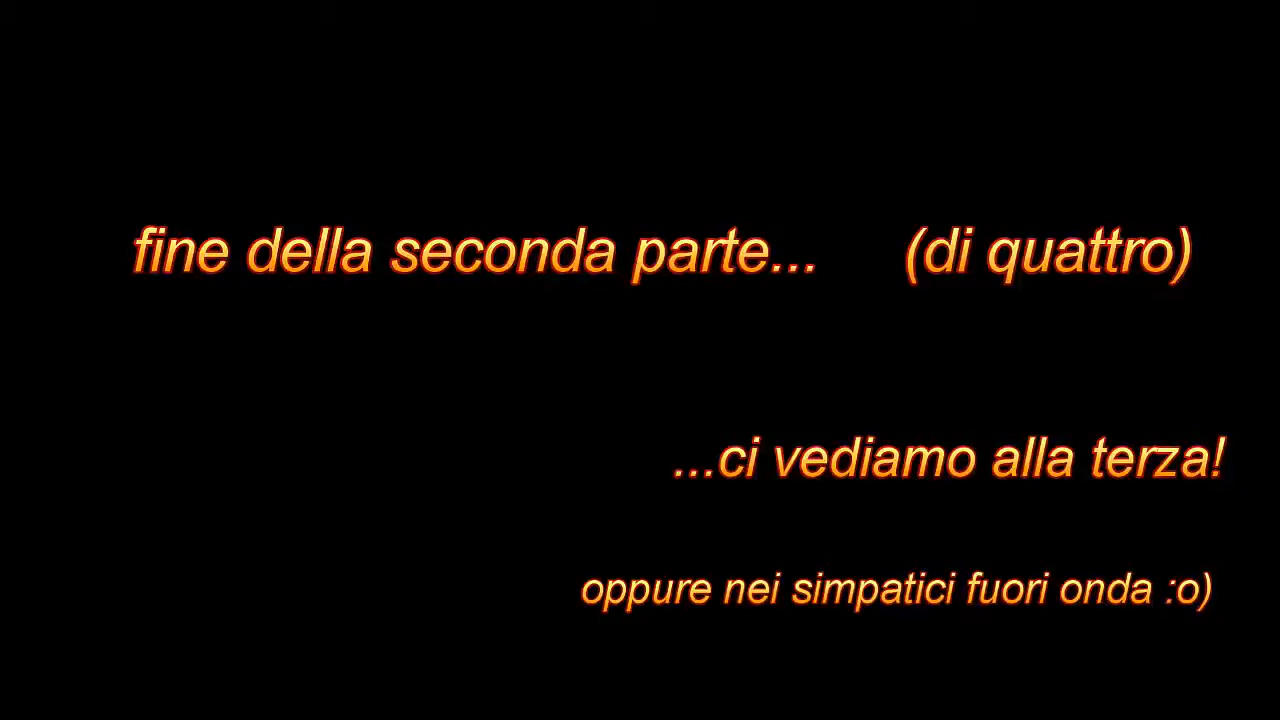 fine della seconda parte... (di quattro)
...ci vediamo alla terza!
oppure nei simpatici fuori onda :o)